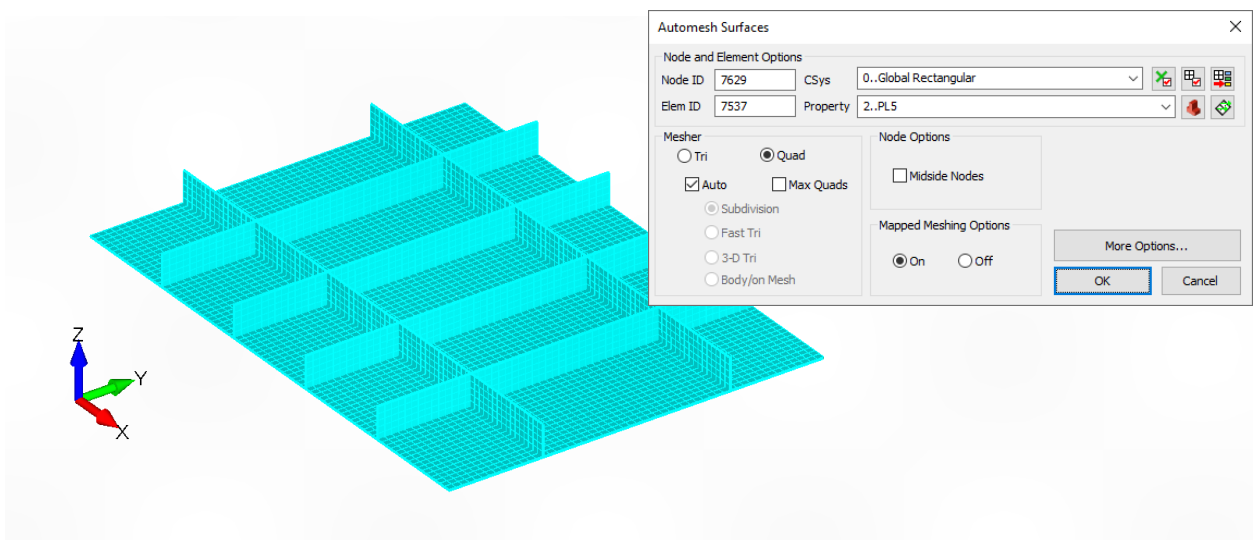 Automesh Surfaces
Node and Element Options
Node ID 7629 CSys 0..Global Rectangular
Elem ID 7537 Property 2..PL5
Mesher
Tri Quad
Auto Max Quads
Subdivision
Fast Tri
3-D Tri
Body/on Mesh
Node Options
Midside Nodes
Mapped Meshing Options
On Off
More Options...
OK Cancel
Z
Y
X